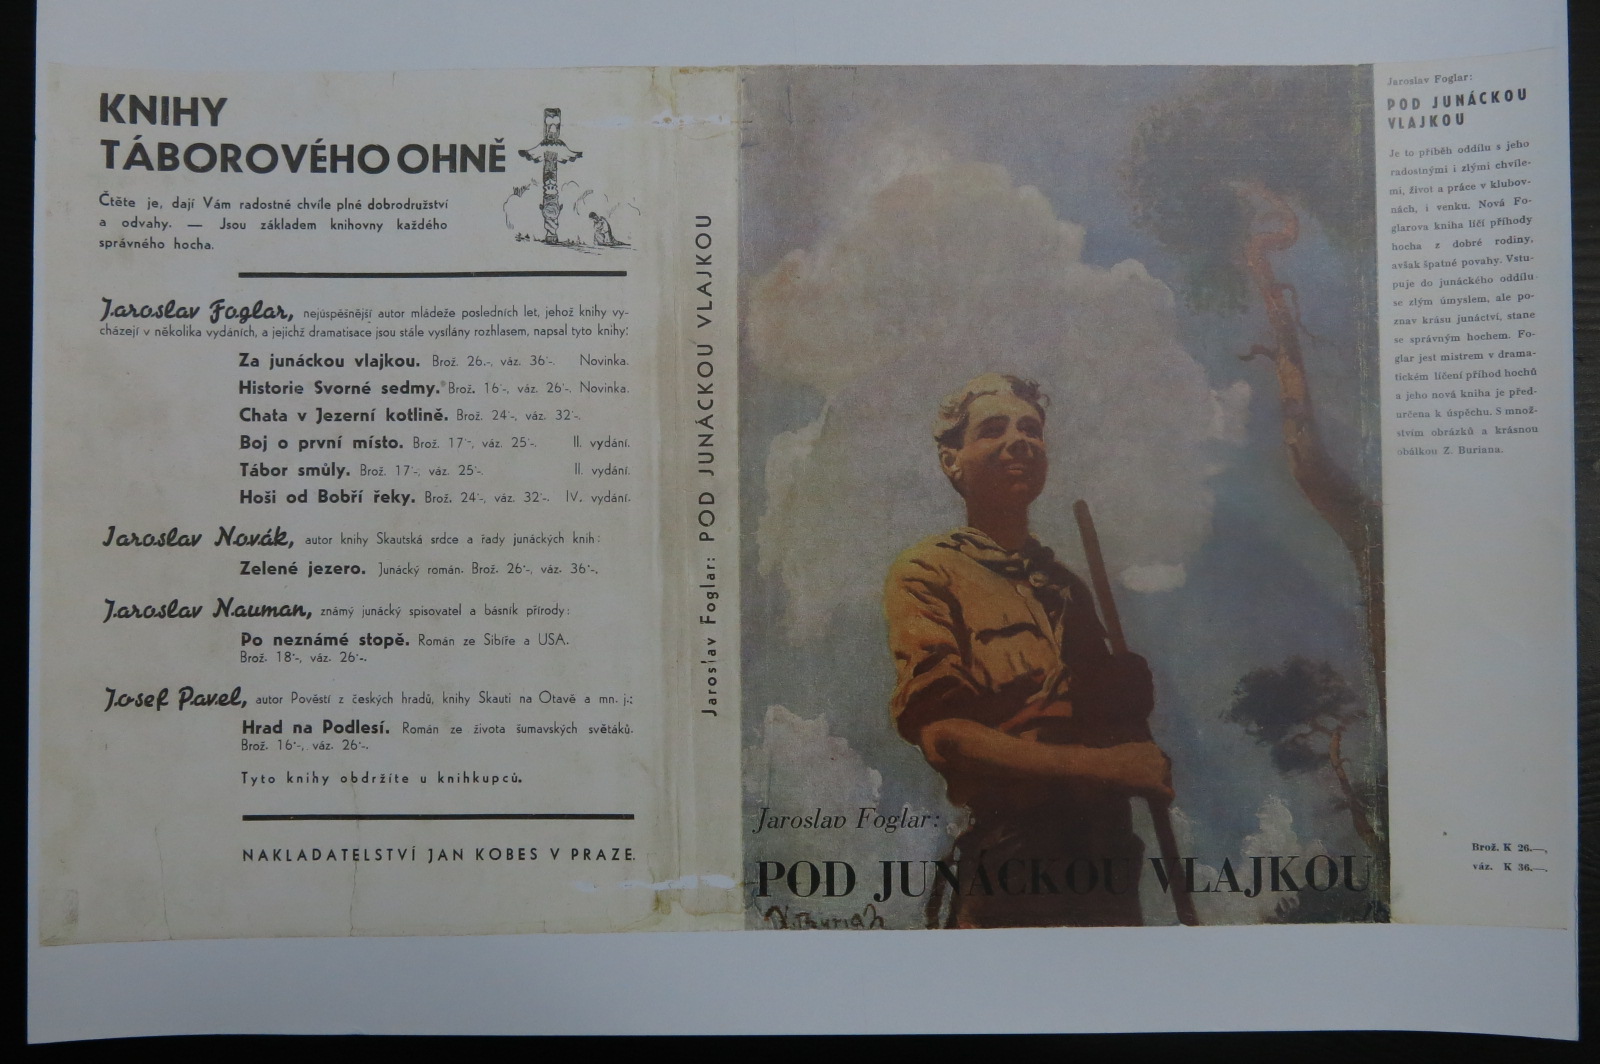 KNIHY
TÁBOROVÉHO OHNĚ
Čtěte je, dají Vám radostné chvíle plné dobrodružství
a odvahy. — Jsou základem knihovny každého
správného hocha.
Jaroslav Foglar, nejúspěšnější autor mládeže posledních let, jehož knihy vy-
cházejí v několika vydáních, a jejichž dramatisace jsou stále vysílány rozhlasem, napsal tyto knihy:
Za junáckou vlajkou. Brož. 26.-, váz. 36·-. Novinka.
Historie Svorné sedmy. Brož. 16·-, váz. 26·-. Novinka.
Chata v Jezerní kotlině. Brož. 24·-, váz. 32·-.
Boj o první místo. Brož. 17·-, váz. 25·-. II. vydání.
Tábor smůly. Brož. 17·-, váz. 25·-. II. vydání.
Hoši od Bobří řeky. Brož. 24·-, váz. 32·-. IV. vydání.
Jaroslav Novák, autor knihy Skautská srdce a řady junáckých knih:
Zelené jezero. Junácký román. Brož. 26·-, váz. 36·-.
Jaroslav Nauman, známý junácký spisovatel a básník přírody:
Po neznámé stopě. Román ze Sibíře a USA.
Brož. 18·-, váz. 26·-.
Josef Pavel, autor Pověstí z českých hradů, knihy Skauti na Otavě a mn. j.:
Hrad na Podlesí. Román ze života šumavských světáků.
Brož. 16·-, váz. 26·-.
Tyto knihy obdržíte u knihkupců.
NAKLADATELSTVÍ JAN KOBES V PRAZE.
Jaroslav Foglar: POD JUNÁCKOU VLAJKOU
Jaroslav Foglar:
POD JUNÁCKOU VLAJKOU
Z. Burian
Jaroslav Foglar:
POD JUNÁCKOU
VLAJKOU
Je to příběh oddílu s jeho
radostnými i zlými chvíle-
mi, život a práce v klubov-
nách, i venku. Nová Fo-
glarova kniha líčí příhody
hocha z dobré rodiny,
avšak špatné povahy. Vstu-
puje do junáckého oddílu
se zlým úmyslem, ale po-
znav krásu junáctví, stane
se správným hochem. Fo-
glar jest mistrem v drama-
tickém líčení příhod hochů
a jeho nová kniha je před-
určena k úspěchu. S množ-
stvím obrázků a krásnou
obálkou Z. Buriana.
Brož. K 26.—,
váz. K 36.—.